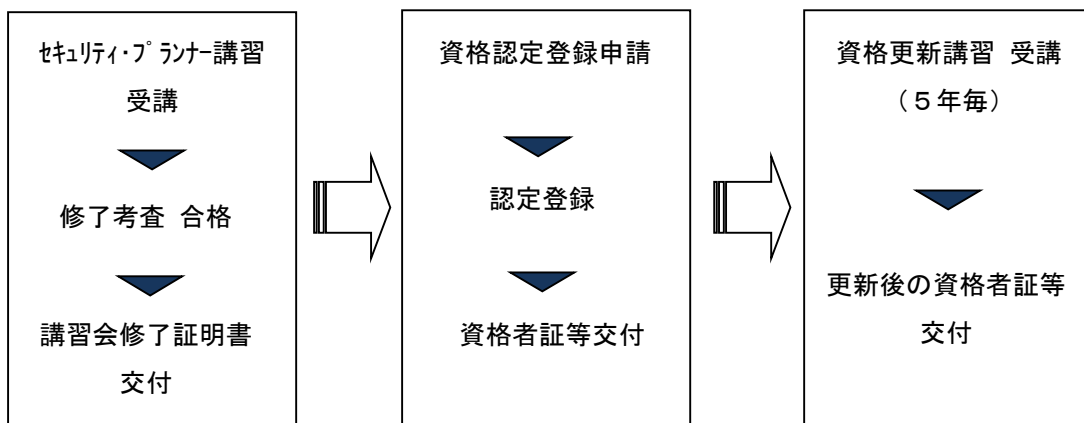 ｾｷｭﾘﾃｨ・ﾌﾟﾗﾝﾅｰ講習
受講
修了考査 合格
講習会修了証明書
交付
資格認定登録申請
認定登録
資格者証等交付
資格更新講習 受講
（５年毎）
更新後の資格者証等
交付